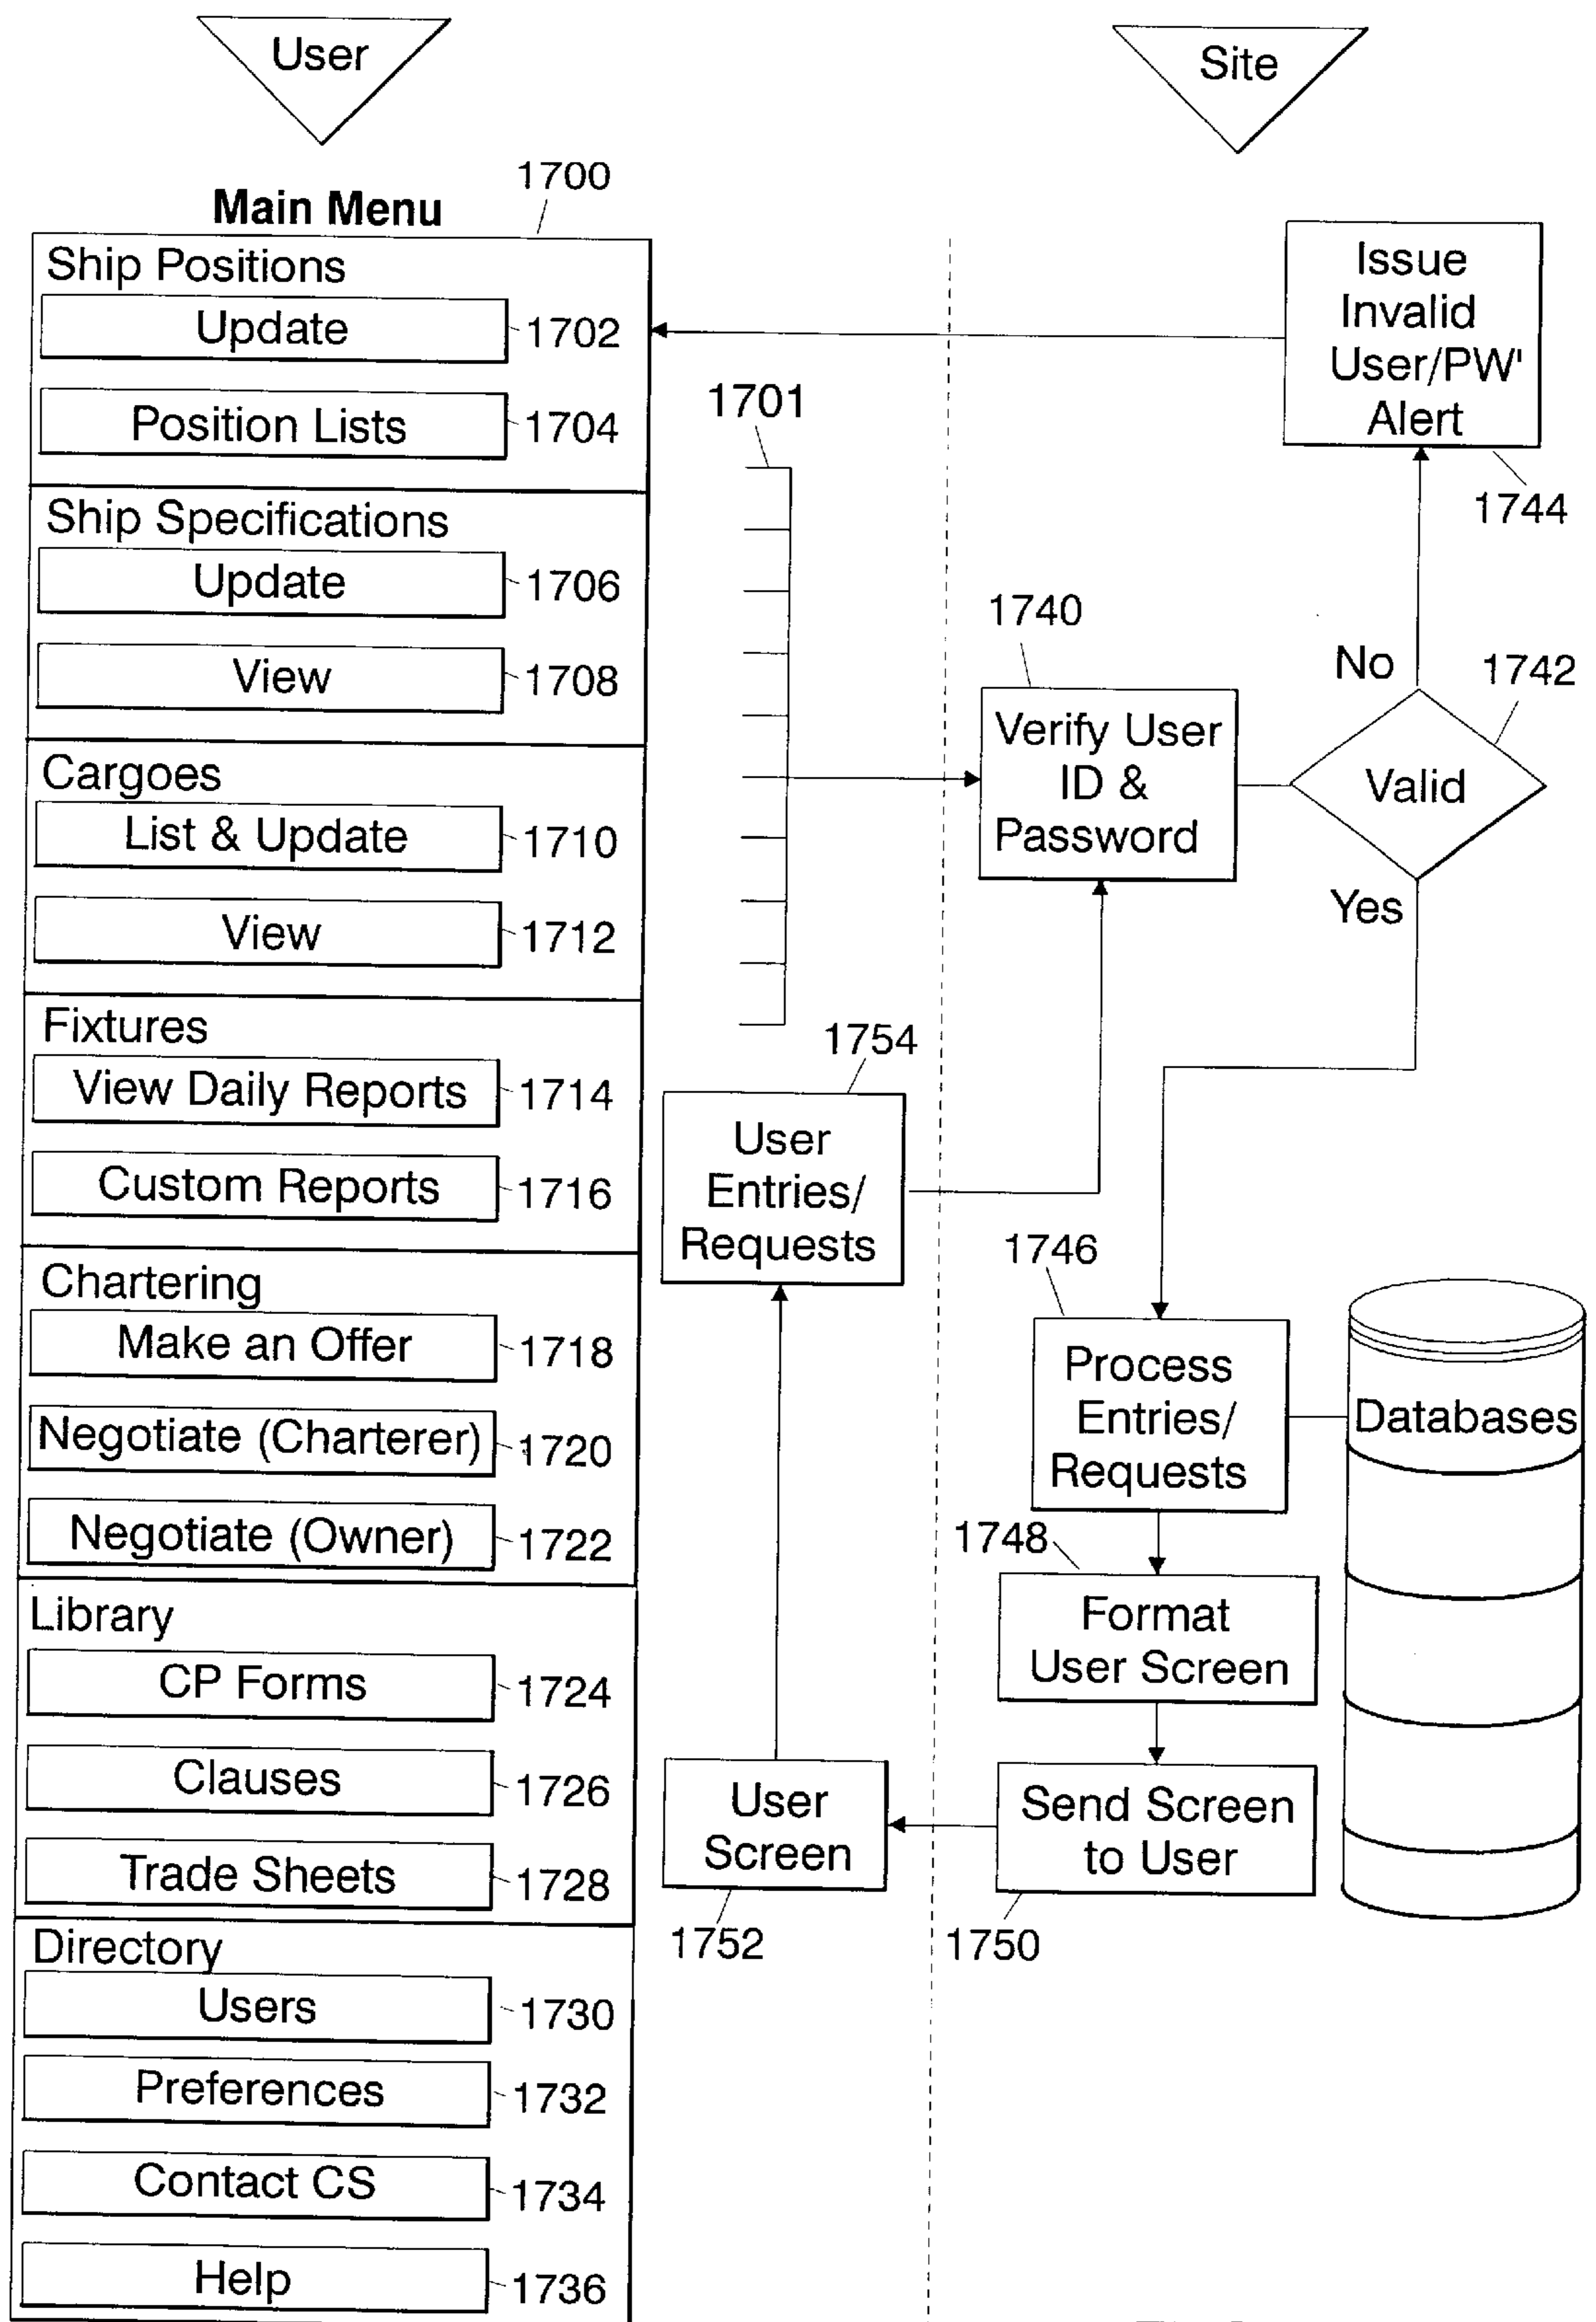 User
Site
1700
Main Menu
Ship Positions
Update
1702
Position Lists
1704
Ship Specifications
Update
1706
View
1708
Cargoes
List & Update
1710
View
1712
Fixtures
View Daily Reports
1714
Custom Reports
1716
Chartering
Make an Offer
1718
Negotiate (Charterer)
1720
Negotiate (Owner)
1722
Library
CP Forms
1724
Clauses
1726
Trade Sheets
1728
Directory
Users
1730
Preferences
1732
Contact CS
1734
Help
1736
1701
1754
User
Entries/
Requests
User
Screen
1752
Issue
Invalid
User/PW'
Alert
1744
1740
Verify User
ID &
Password
No
1742
Valid
Yes
1746
Process
Entries/
Requests
Databases
1748
Format
User Screen
Send Screen
to User
1750